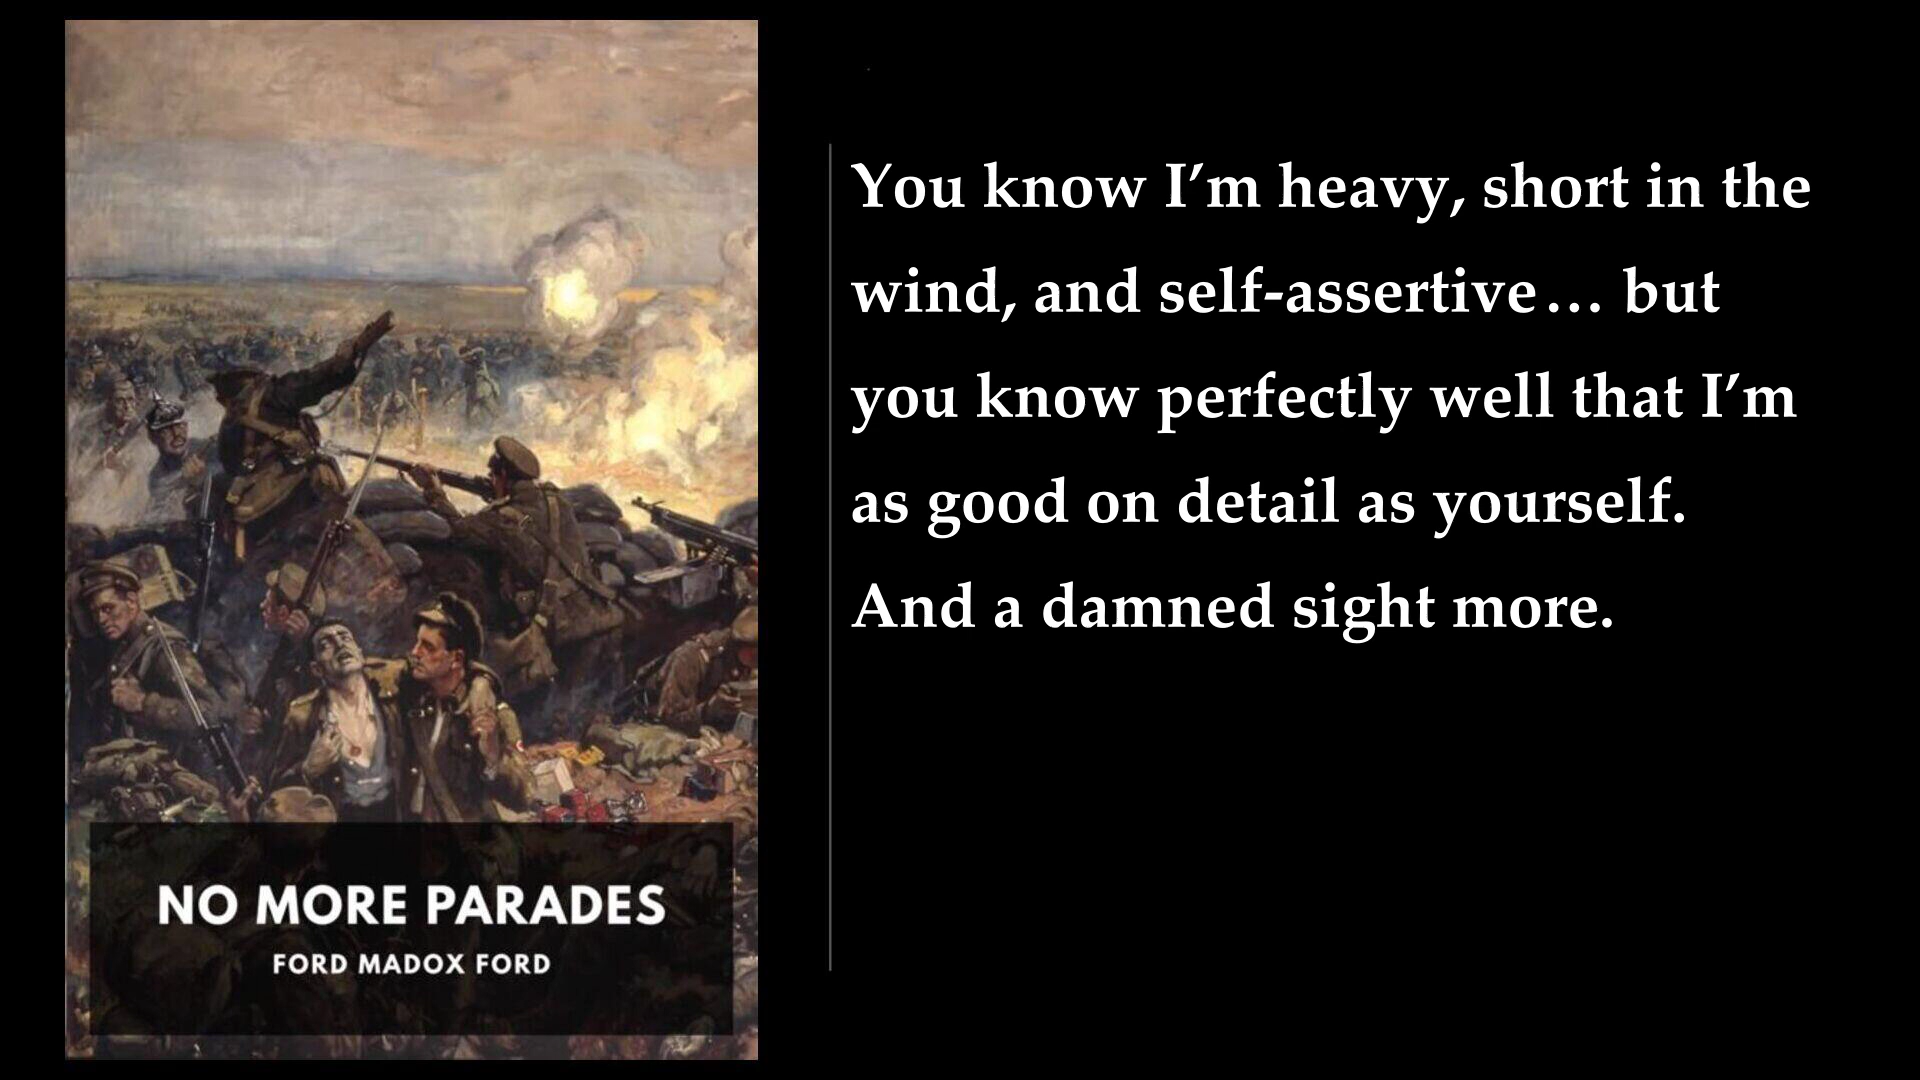 You know I’m heavy, short in the
wind, and self-assertive… but
you know perfectly well that I’m
as good on detail as yourself.
And a damned sight more.
NO MORE PARADES
FORD MADOX FORD